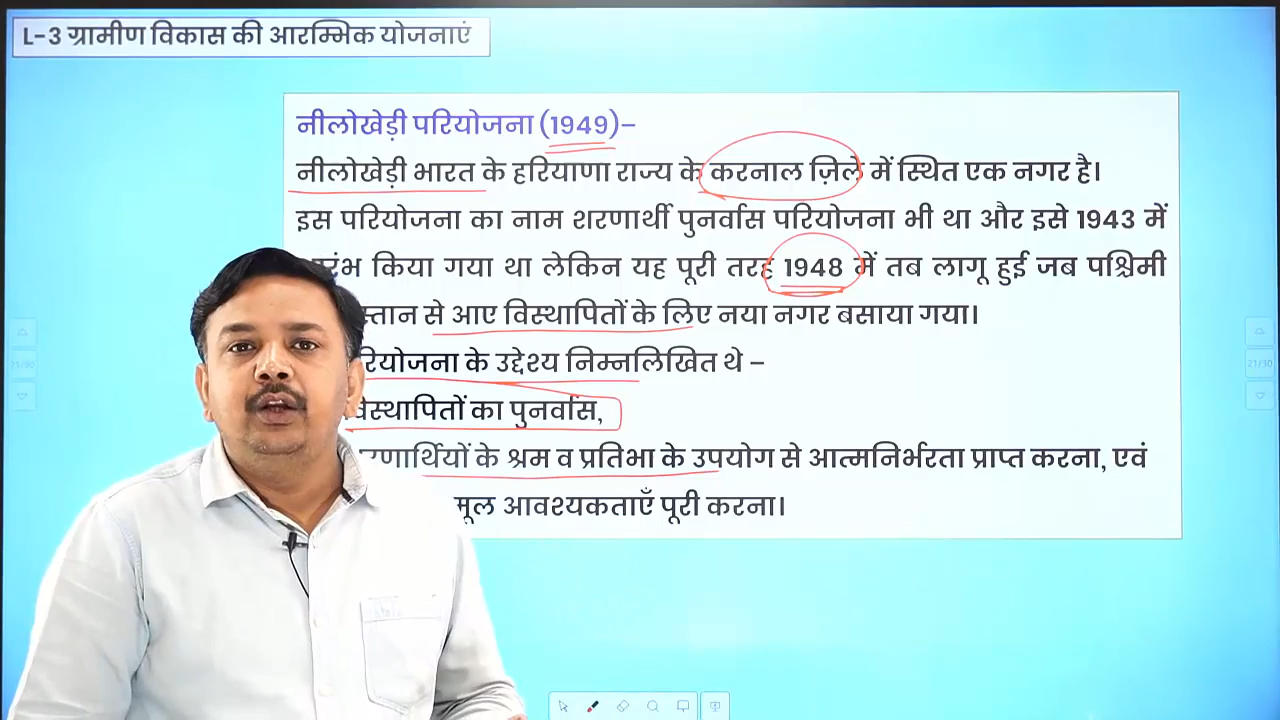 L-3 ग्रामीण विकास की आरम्भिक योजनाएं
नीलोखेड़ी परियोजना (1949)–
नीलोखेड़ी भारत के हरियाणा राज्य के करनाल ज़िले में स्थित एक नगर है।
इस परियोजना का नाम शरणार्थी पुनर्वास परियोजना भी था और इसे 1943 में
किया गया था लेकिन यह पूरी तरह 1948 में तब लागू हुई जब पश्चिमी
से आए विस्थापितों के लिए नया नगर बसाया गया।
के उद्देश्य निम्नलिखित थे –
का पुनर्वास,
के श्रम व प्रतिभा के उपयोग से आत्मनिर्भरता प्राप्त करना, एवं
मूल आवश्यकताएँ पूरी करना।
21/30